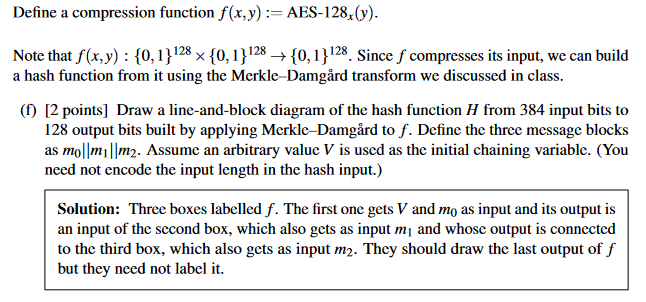 Define a compression function f(x,y) := AES-128ₓ(y).
Note that f(x,y) : {0,1}¹²⁸ × {0,1}¹²⁸ → {0,1}¹²⁸. Since f compresses its input, we can build
a hash function from it using the Merkle–Damgård transform we discussed in class.
(f) [2 points] Draw a line-and-block diagram of the hash function H from 384 input bits to
128 output bits built by applying Merkle–Damgård to f. Define the three message blocks
as m₀||m₁||m₂. Assume an arbitrary value V is used as the initial chaining variable. (You
need not encode the input length in the hash input.)
Solution: Three boxes labelled f. The first one gets V and m₀ as input and its output is
an input of the second box, which also gets as input m₁ and whose output is connected
to the third box, which also gets as input m₂. They should draw the last output of f
but they need not label it.